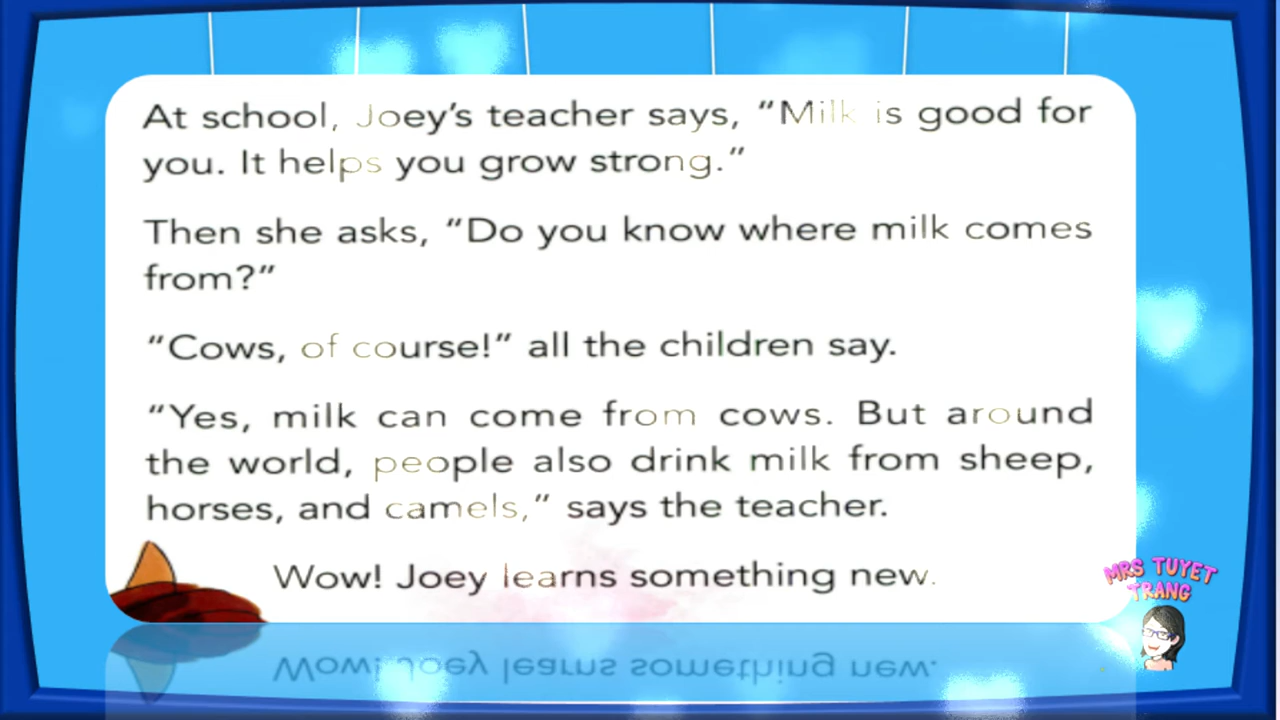 At school, Joey's teacher says, “Milk is good for
you. It helps you grow strong.”
Then she asks, “Do you know where milk comes
from?”
“Cows, of course!” all the children say.
“Yes, milk can come from cows. But around
the world, people also drink milk from sheep,
horses, and camels,” says the teacher.
Wow! Joey learns something new.
MRS TUYET
TRANG